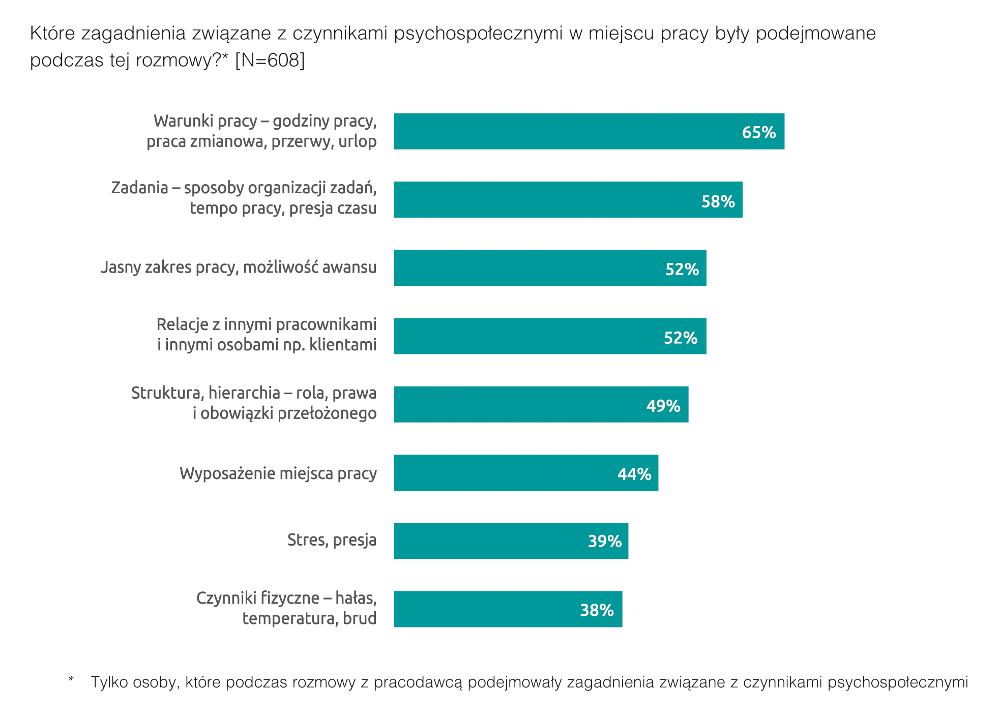 Które zagadnienia związane z czynnikami psychospołecznymi w miejscu pracy były podejmowane
podczas tej rozmowy?* [N=608]
Warunki pracy – godziny pracy,
praca zmianowa, przerwy, urlop
65%
Zadania – sposoby organizacji zadań,
tempo pracy, presja czasu
58%
Jasny zakres pracy, możliwość awansu
52%
Relacje z innymi pracownikami
i innymi osobami np. klientami
52%
Struktura, hierarchia – rola, prawa
i obowiązki przełożonego
49%
Wyposażenie miejsca pracy
44%
Stres, presja
39%
Czynniki fizyczne – hałas,
temperatura, brud
38%
* Tylko osoby, które podczas rozmowy z pracodawcą podejmowały zagadnienia związane z czynnikami psychospołecznymi